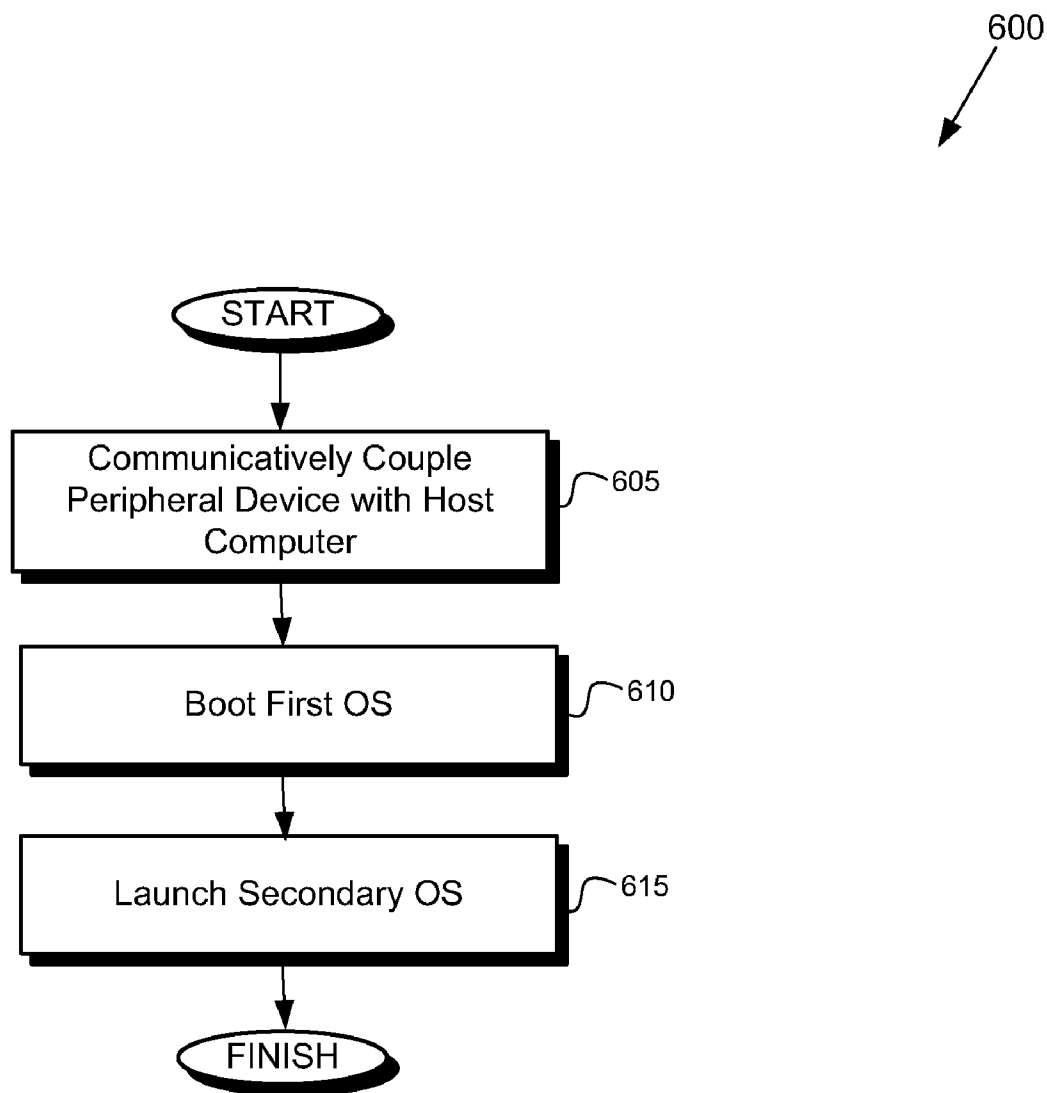 600
START
Communicatively Couple
Peripheral Device with Host
Computer
605
Boot First OS
610
Launch Secondary OS
615
FINISH